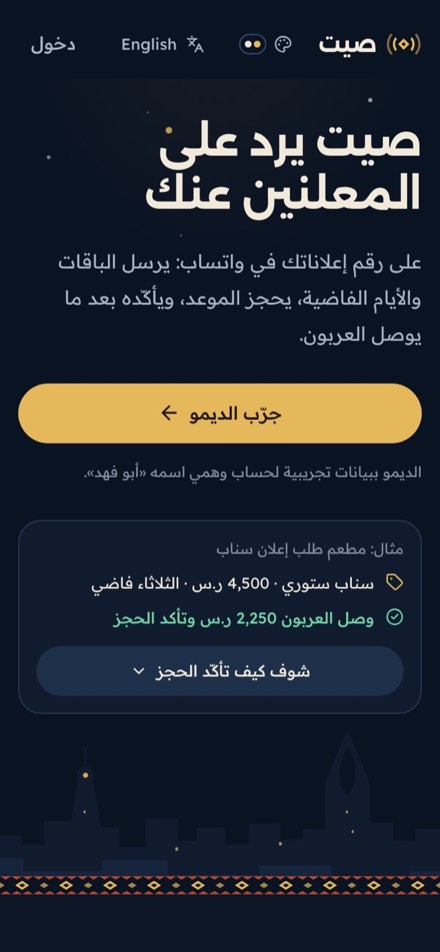 صيت
English
دخول
صيت يرد على
المعلنين عنك
على رقم إعلاناتك في واتساب: يرسل الباقات
والأيام الفاضية، يحجز الموعد، ويأكّده بعد ما
يوصل العربون.
جرّب الديمو ←
الديمو ببيانات تجريبية لحساب وهمي اسمه «أبو فهد».
مثال: مطعم طلب إعلان سناب
سناب ستوري · 4,500 ر.س · الثلاثاء فاضي
وصل العربون 2,250 ر.س وتأكد الحجز
شوف كيف تأكّد الحجز